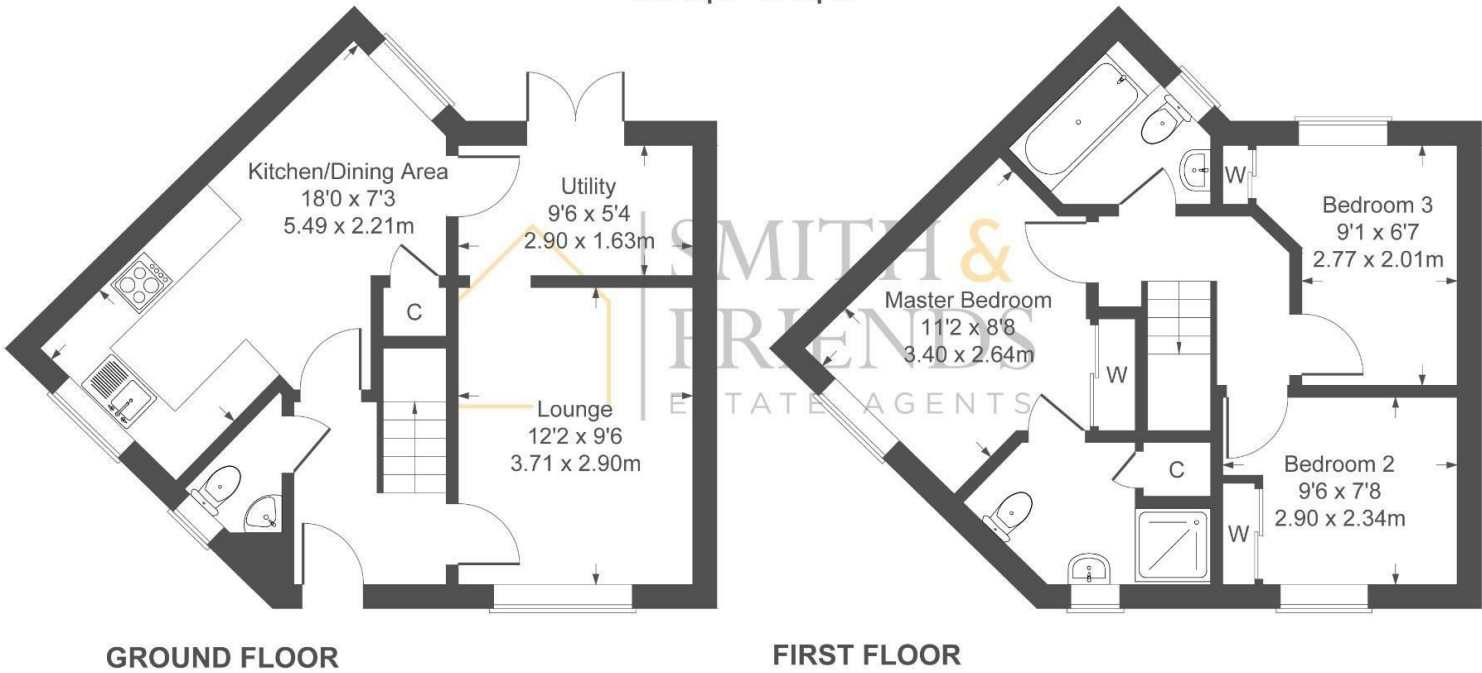 Kitchen/Dining Area
18'0 x 7'3
5.49 x 2.21m
Utility
9'6 x 5'4
2.90 x 1.63m
C
Lounge
12'2 x 9'6
3.71 x 2.90m
GROUND FLOOR
SMITH &
FRIENDS
ESTATE AGENTS
W
Bedroom 3
9'1 x 6'7
2.77 x 2.01m
Master Bedroom
11'2 x 8'8
3.40 x 2.64m
W
C
Bedroom 2
9'6 x 7'8
2.90 x 2.34m
W
FIRST FLOOR